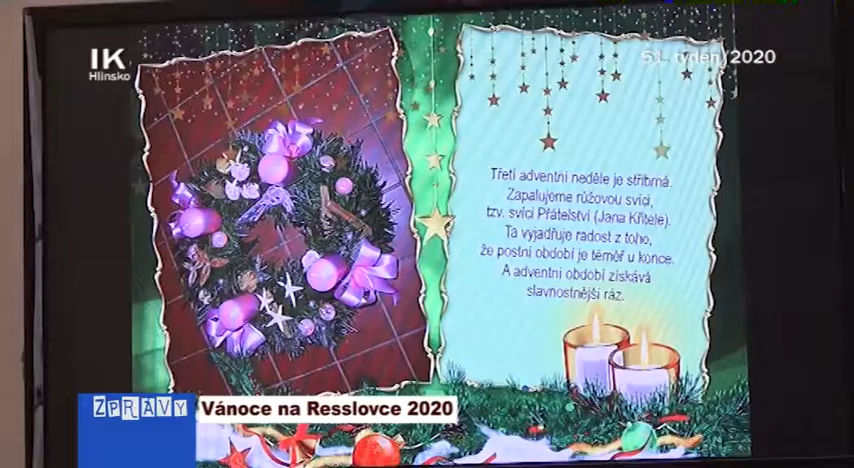 IK
Hlinsko
51. týden/2020
Třetí adventní neděle je stříbrná.
Zapalujeme růžovou svíci,
tzv. svíci Přátelství (Jana Křtitele).
Ta vyjadřuje radost z toho,
že postní období je téměř u konce.
A adventní období získává
slavnostnější ráz.
ZPRÁVY
Vánoce na Resslovce 2020